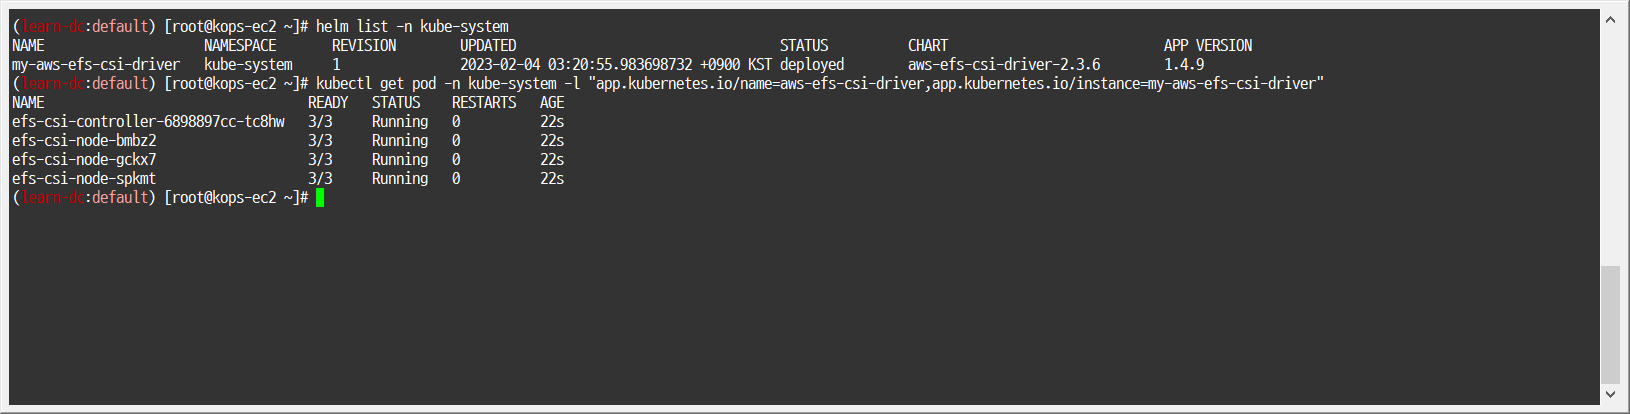 (learn-dc:default) [root@kops-ec2 ~]# helm list -n kube-system
NAME NAMESPACE REVISION UPDATED STATUS CHART APP VERSION
my-aws-efs-csi-driver kube-system 1 2023-02-04 03:20:55.983698732 +0900 KST deployed aws-efs-csi-driver-2.3.6 1.4.9
(learn-dc:default) [root@kops-ec2 ~]# kubectl get pod -n kube-system -l "app.kubernetes.io/name=aws-efs-csi-driver,app.kubernetes.io/instance=my-aws-efs-csi-driver"
NAME READY STATUS RESTARTS AGE
efs-csi-controller-6898897cc-tc8hw 3/3 Running 0 22s
efs-csi-node-bmbz2 3/3 Running 0 22s
efs-csi-node-gckx7 3/3 Running 0 22s
efs-csi-node-spkmt 3/3 Running 0 22s
(learn-dc:default) [root@kops-ec2 ~]#